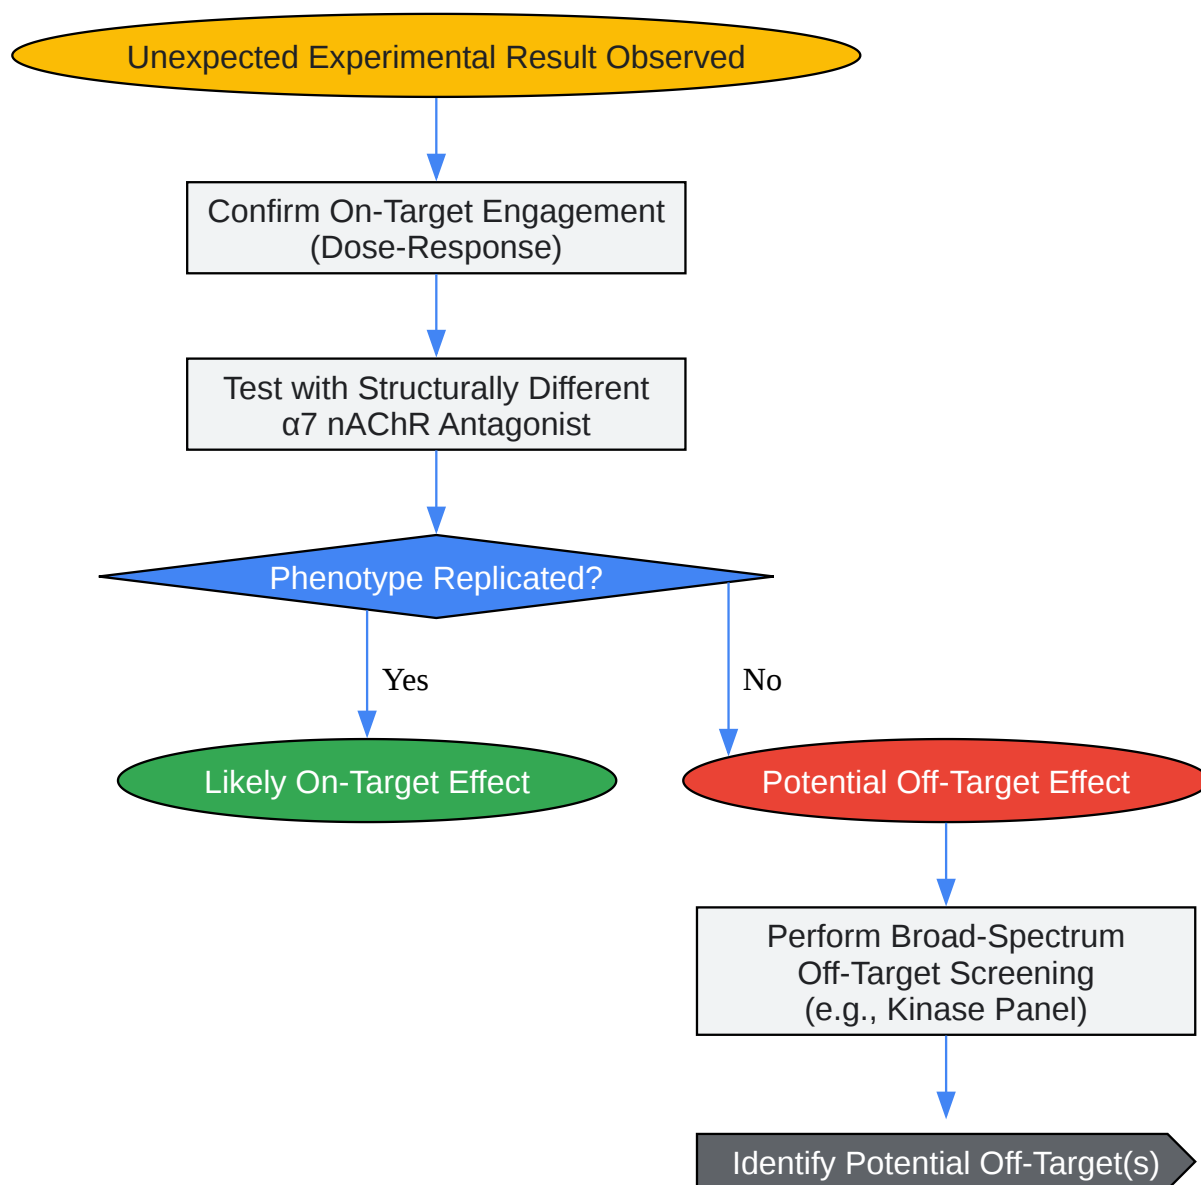 Unexpected Experimental Result Observed
Confirm On-Target Engagement
(Dose-Response)
Test with Structurally Different
α7 nAChR Antagonist
Phenotype Replicated?
Yes
No
Likely On-Target Effect
Potential Off-Target Effect
Perform Broad-Spectrum
Off-Target Screening
(e.g., Kinase Panel)
Identify Potential Off-Target(s)